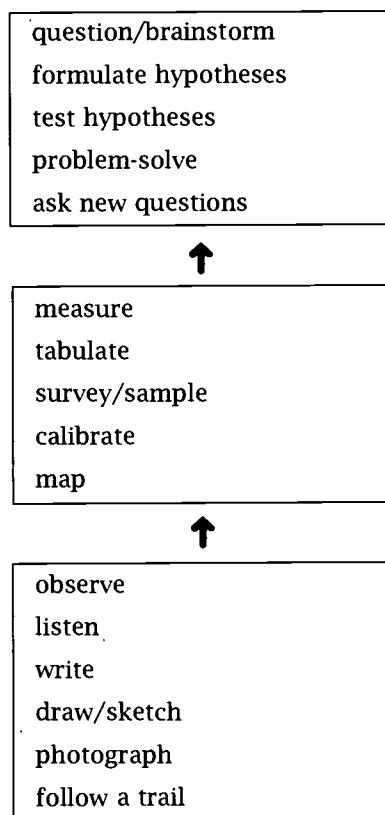 question/brainstorm
formulate hypotheses
test hypotheses
problem-solve
ask new questions
measure
tabulate
survey/sample
calibrate
map
observe
listen
write
draw/sketch
photograph
follow a trail